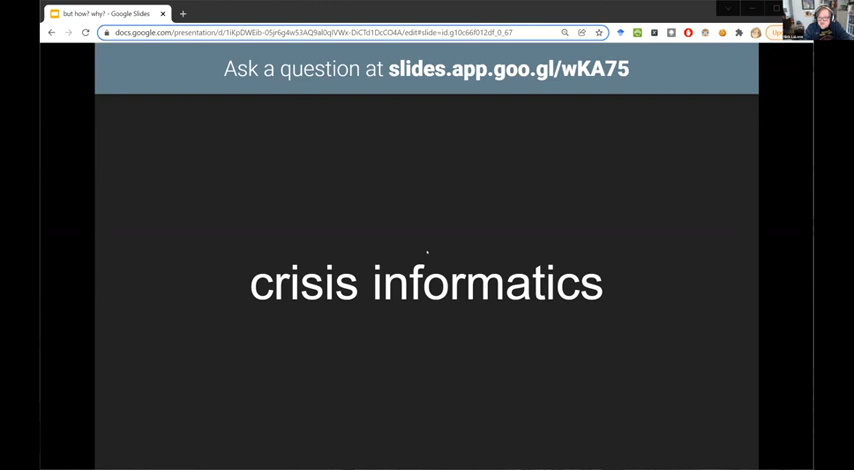 but how? why? - Google Slides
docs.google.com/presentation/d/1iKpDWEib-05jr6g4w53AQ9al0qiVWx-DiCTd1DcCO4A/edit#slide=id.g10c66f012df_0_67
Ask a question at slides.app.goo.gl/wKA75
crisis informatics